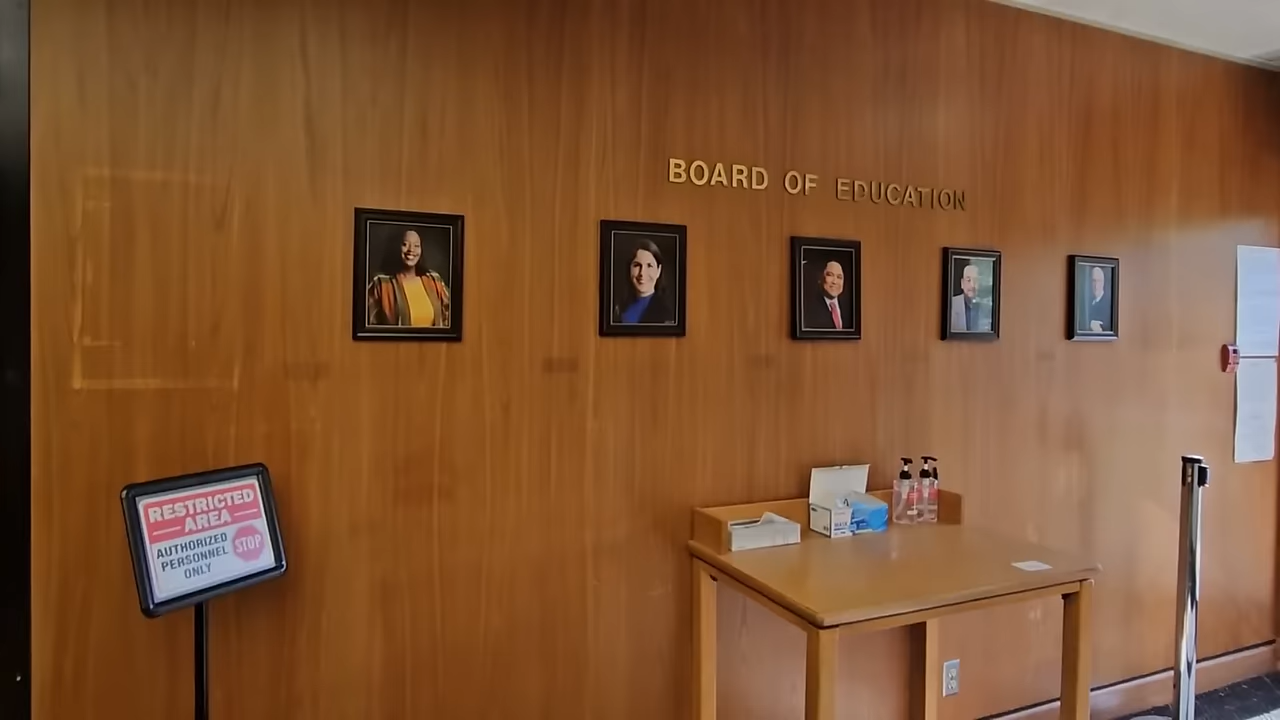 BOARD OF EDUCATION
RESTRICTED
AREA
AUTHORIZED
PERSONNEL
ONLY
STOP